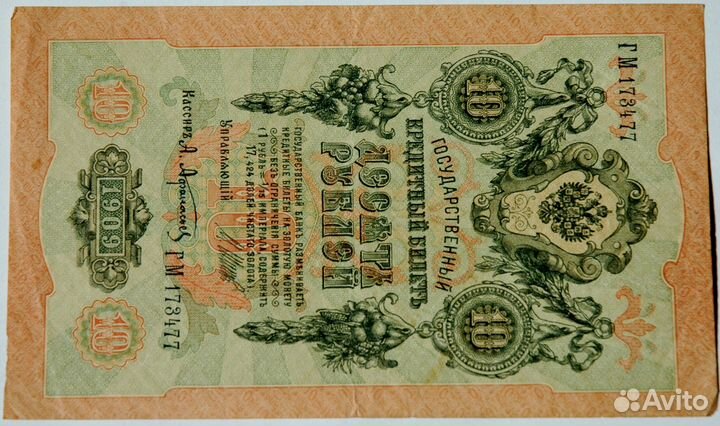 ГМ 173477
10 10
ГОСУДАРСТВЕННЫЙ
КРЕДИТНЫЙ БИЛЕТЪ
ДЕСЯТЬ
РУБЛЕЙ
ГОСУДАРСТВЕННЫЙ БАНКЪ РАЗМѢНИВАЕТЪ
КРЕДИТНЫЕ БИЛЕТЫ НА ЗОЛОТУЮ МОНЕТУ
БЕЗЪ ОГРАНИЧЕНІЯ СУММЫ
(1 РУБЛЬ = 1/15 ИМПЕРІАЛА, СОДЕРЖИТЪ
17,424 ДОЛЕЙ ЧИСТАГО ЗОЛОТА).
10
Управляющій
Кассиръ
ГМ 173477
10 1909 10
Avito